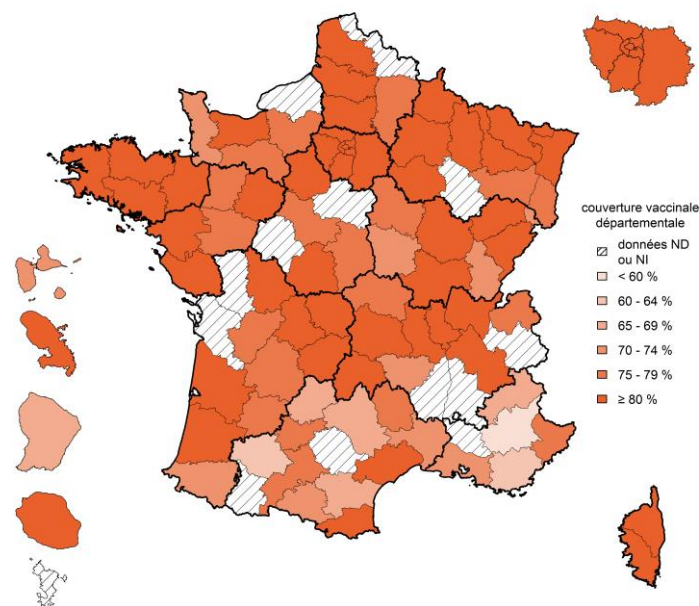 couverture vaccinale
départementale
données ND
ou NI
< 60 %
60 - 64 %
65 - 69 %
70 - 74 %
75 - 79 %
≥ 80 %